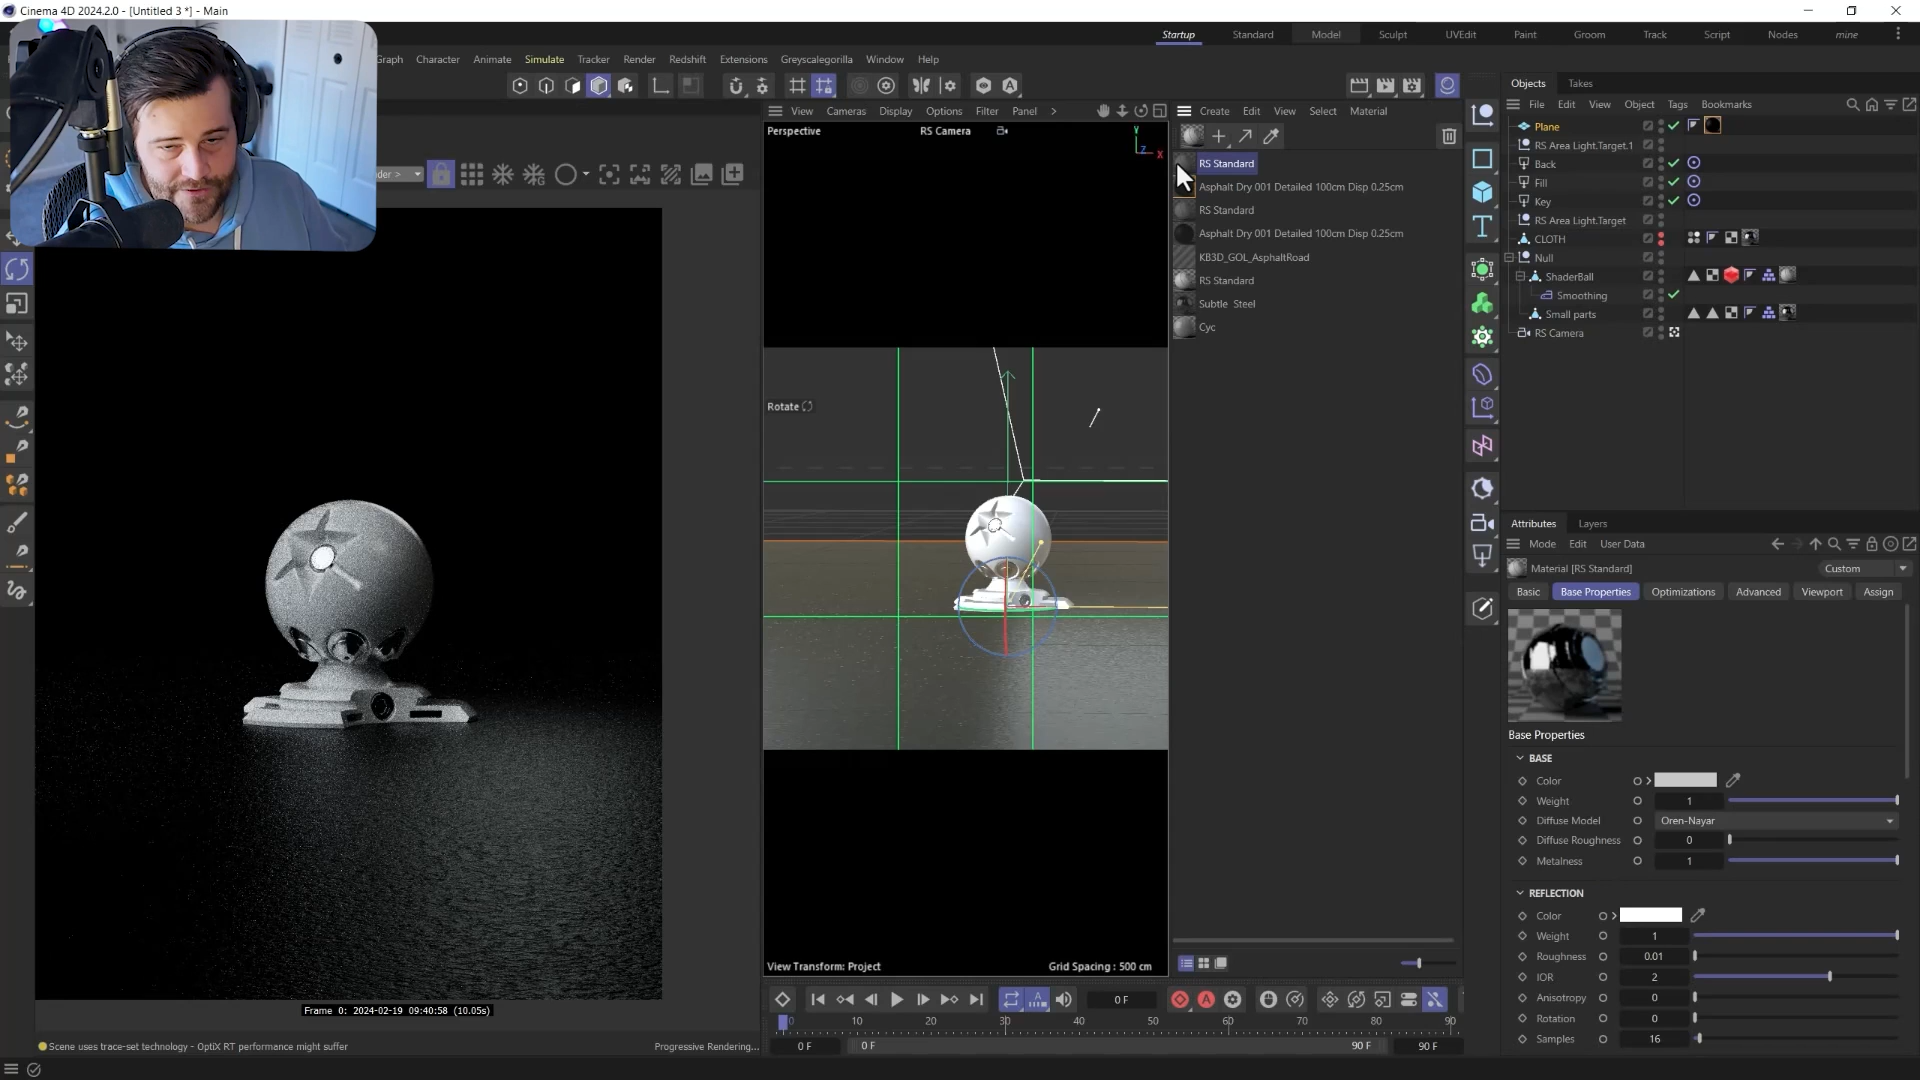 Cinema 4D 2024.2.0 - [Untitled 3 *] - Main
Startup Standard Model Sculpt UVEdit Paint Groom Track Script Nodes mine
Character Animate Simulate Tracker Render Redshift Extensions Greyscalegorilla Window Help
View Cameras Display Options Filter Panel
Perspective RS Camera
Y
Z X
Rotate
View Transform: Project Grid Spacing : 500 cm
Create Edit View Select Material
RS Standard
Asphalt Dry 001 Detailed 100cm Disp 0.25cm
RS Standard
Asphalt Dry 001 Detailed 100cm Disp 0.25cm
KB3D_GOL_AsphaltRoad
RS Standard
Subtle Steel
Cyc
Objects Takes
File Edit View Object Tags Bookmarks
Plane
RS Area Light.Target.1
Back
Fill
Key
RS Area Light.Target
CLOTH
Null
ShaderBall
Smoothing
Small parts
RS Camera
Attributes Layers
Mode Edit User Data
Material [RS Standard] Custom
Basic Base Properties Optimizations Advanced Viewport Assign
Base Properties
BASE
Color
Weight 1
Diffuse Model Oren-Nayar
Diffuse Roughness 0
Metalness 1
REFLECTION
Color
Weight 1
Roughness 0.01
IOR 2
Anisotropy 0
Rotation 0
Samples 16
0 F
0 10 20 30 40 50 60 70 80 90
0 F 0 F 90 F 90 F
Frame 0: 2024-02-19 09:40:58 (10.05s)
Scene uses trace-set technology - OptiX RT performance might suffer Progressive Rendering...